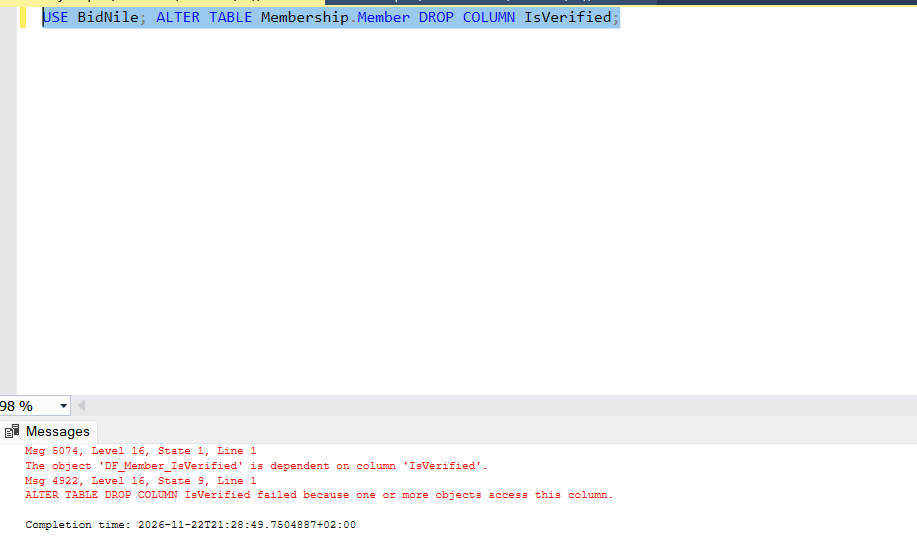 USE BidNile; ALTER TABLE Membership.Member DROP COLUMN IsVerified;
98 %
Messages
Msg 5074, Level 16, State 1, Line 1
The object 'DF_Member_IsVerified' is dependent on column 'IsVerified'.
Msg 4922, Level 16, State 9, Line 1
ALTER TABLE DROP COLUMN IsVerified failed because one or more objects access this column.
Completion time: 2026-11-22T21:28:49.7504887+02:00